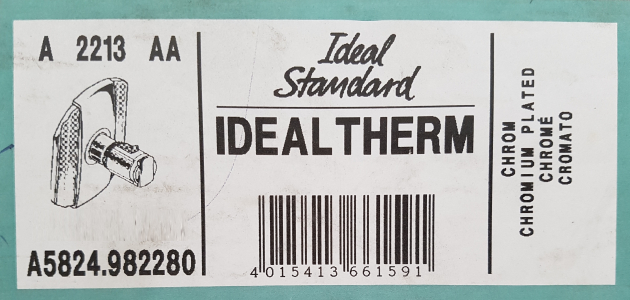 A 2213 AA
A5824.982280
Ideal
Standard
IDEALTHERM
4 015413 661591
CHROM
CHROMIUM PLATED
CHROMÉ
CROMATO